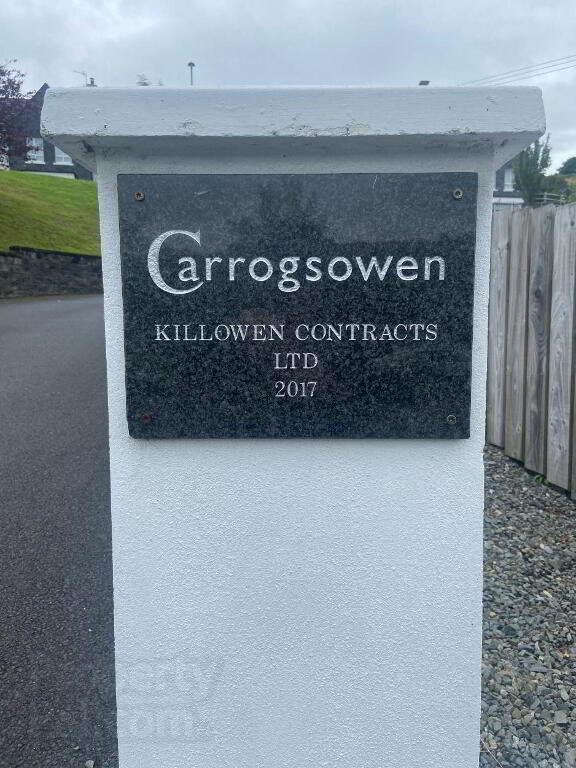 Carrogsowen
KILLOWEN CONTRACTS
LTD
2017